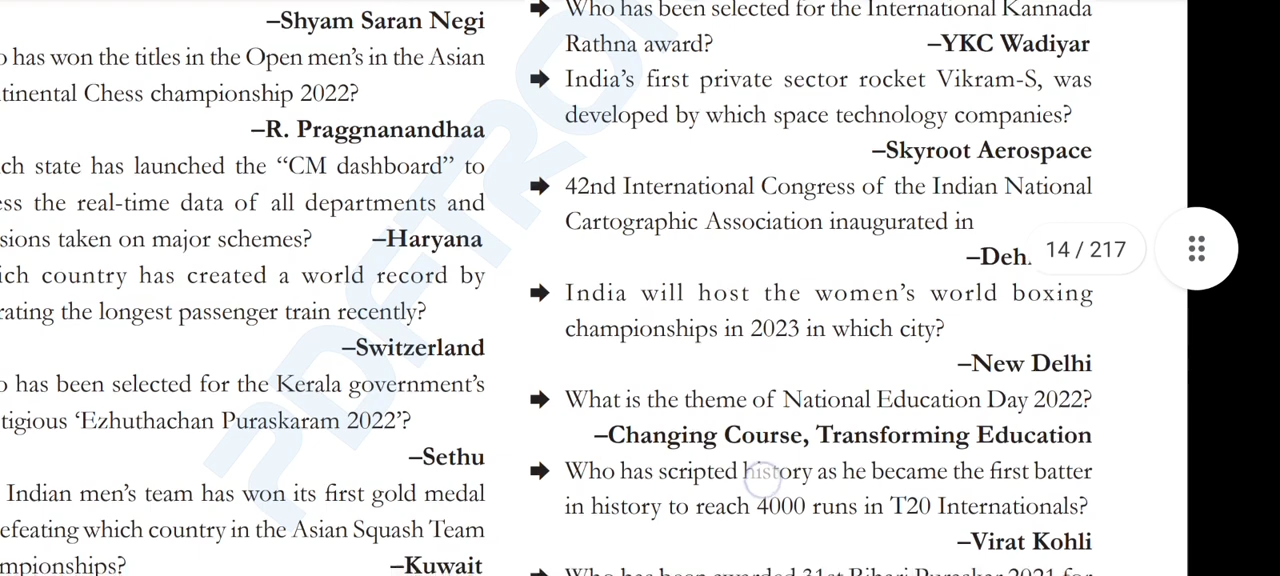 –Shyam Saran Negi
has won the titles in the Open men's in the Asian
tinental Chess championship 2022?
–R. Praggnanandhaa
ch state has launched the “CM dashboard” to
ess the real-time data of all departments and
sions taken on major schemes? –Haryana
ich country has created a world record by
rating the longest passenger train recently?
–Switzerland
has been selected for the Kerala government's
tigious ‘Ezhuthachan Puraskaram 2022’?
–Sethu
Indian men's team has won its first gold medal
efeating which country in the Asian Squash Team
mpionships? –Kuwait
Who has been selected for the International Kannada
Rathna award? –YKC Wadiyar
India's first private sector rocket Vikram-S, was
developed by which space technology companies?
–Skyroot Aerospace
42nd International Congress of the Indian National
Cartographic Association inaugurated in
–Deh.
14 / 217
India will host the women's world boxing
championships in 2023 in which city?
–New Delhi
What is the theme of National Education Day 2022?
–Changing Course, Transforming Education
Who has scripted history as he became the first batter
in history to reach 4000 runs in T20 Internationals?
–Virat Kohli